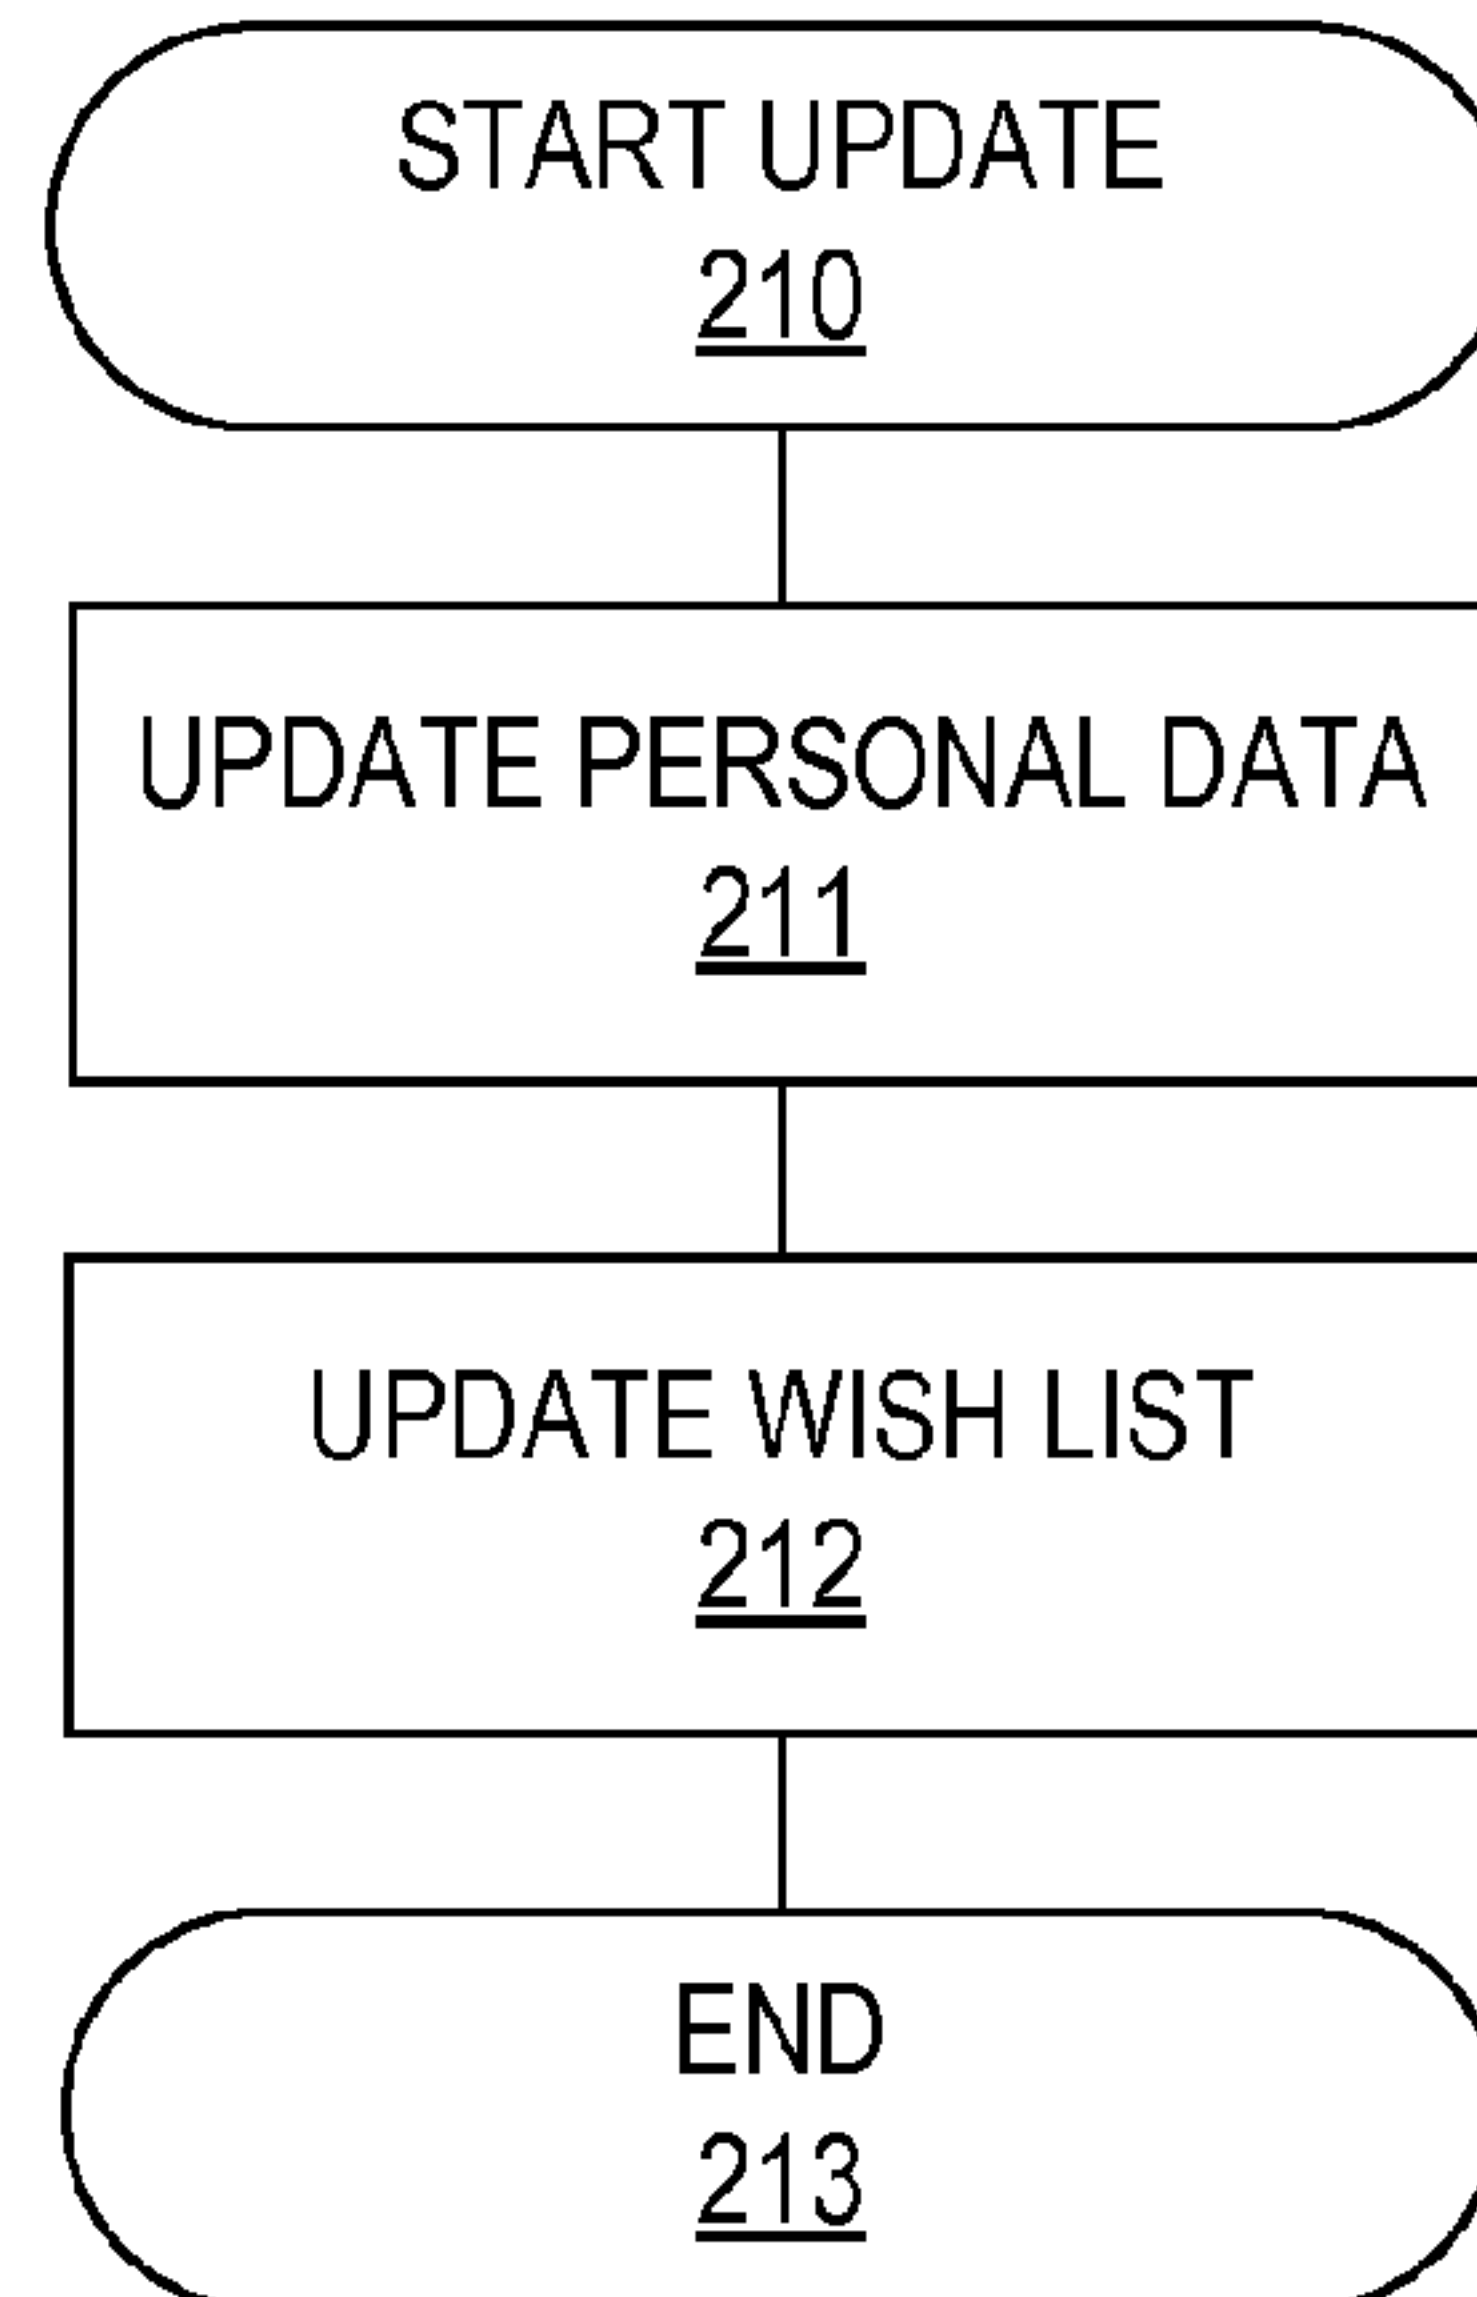 START UPDATE
210
UPDATE PERSONAL DATA
211
UPDATE WISH LIST
212
END
213